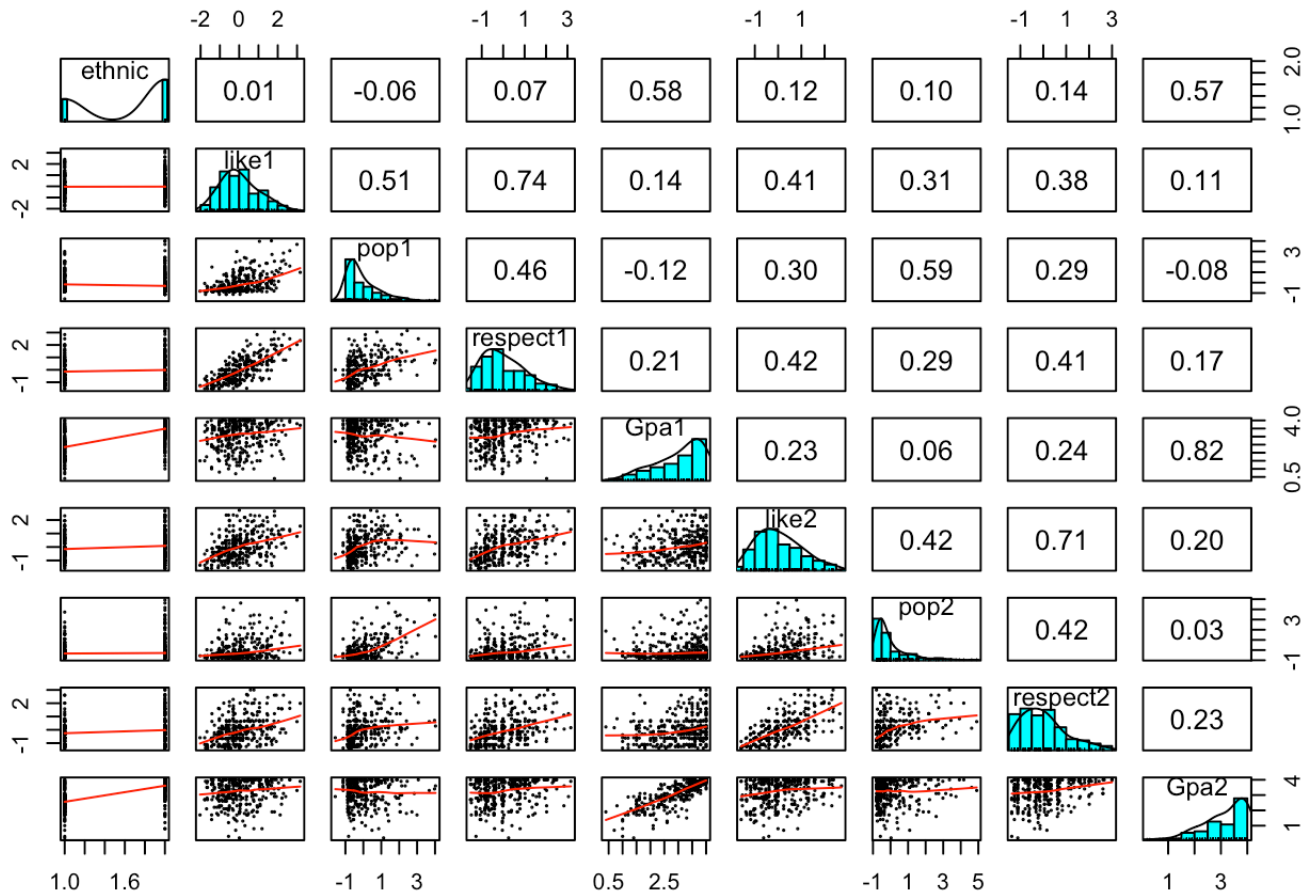 -2 0 2 -1 1 3 -1 1 -1 1 3
ethnic 0.01 -0.06 0.07 0.58 0.12 0.10 0.14 0.57 1.0 2.0
-2 2 like1 0.51 0.74 0.14 0.41 0.31 0.38 0.11
pop1 0.46 -0.12 0.30 0.59 0.29 -0.08 -1 3
-1 2 respect1 0.21 0.42 0.29 0.41 0.17
Gpa1 0.23 0.06 0.24 0.82 0.5 4.0
-1 2 like2 0.42 0.71 0.20
pop2 0.42 0.03 -1 3
-1 2 respect2 0.23
Gpa2 1 4
1.0 1.6 -1 1 3 0.5 2.5 -1 1 3 5 1 3